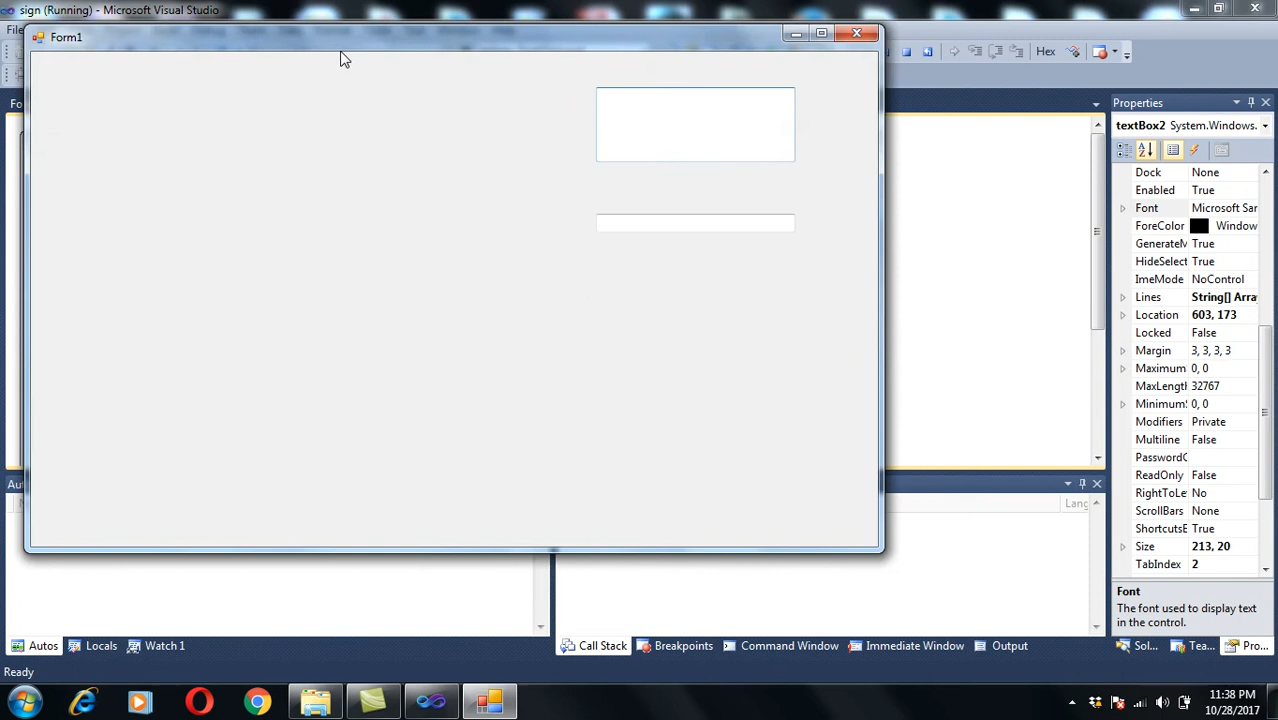 sign (Running) - Microsoft Visual Studio
Form1
Hex
Fo
Properties
textBox2 System.Windows.
Dock None
Enabled True
Font Microsoft San
ForeColor Window
GenerateM True
HideSelect True
ImeMode NoControl
Lines String[] Arra
Location 603, 173
Locked False
Margin 3, 3, 3, 3
Maximum 0, 0
MaxLength 32767
MinimumS 0, 0
Modifiers Private
Multiline False
PasswordC
ReadOnly False
RightToLe No
ScrollBars None
ShortcutsE True
Size 213, 20
TabIndex 2
Font
The font used to display text
in the control.
Aut
Lang
Autos Locals Watch 1
Call Stack Breakpoints Command Window Immediate Window Output
Sol... Tea... Pro...
Ready
11:38 PM
10/28/2017